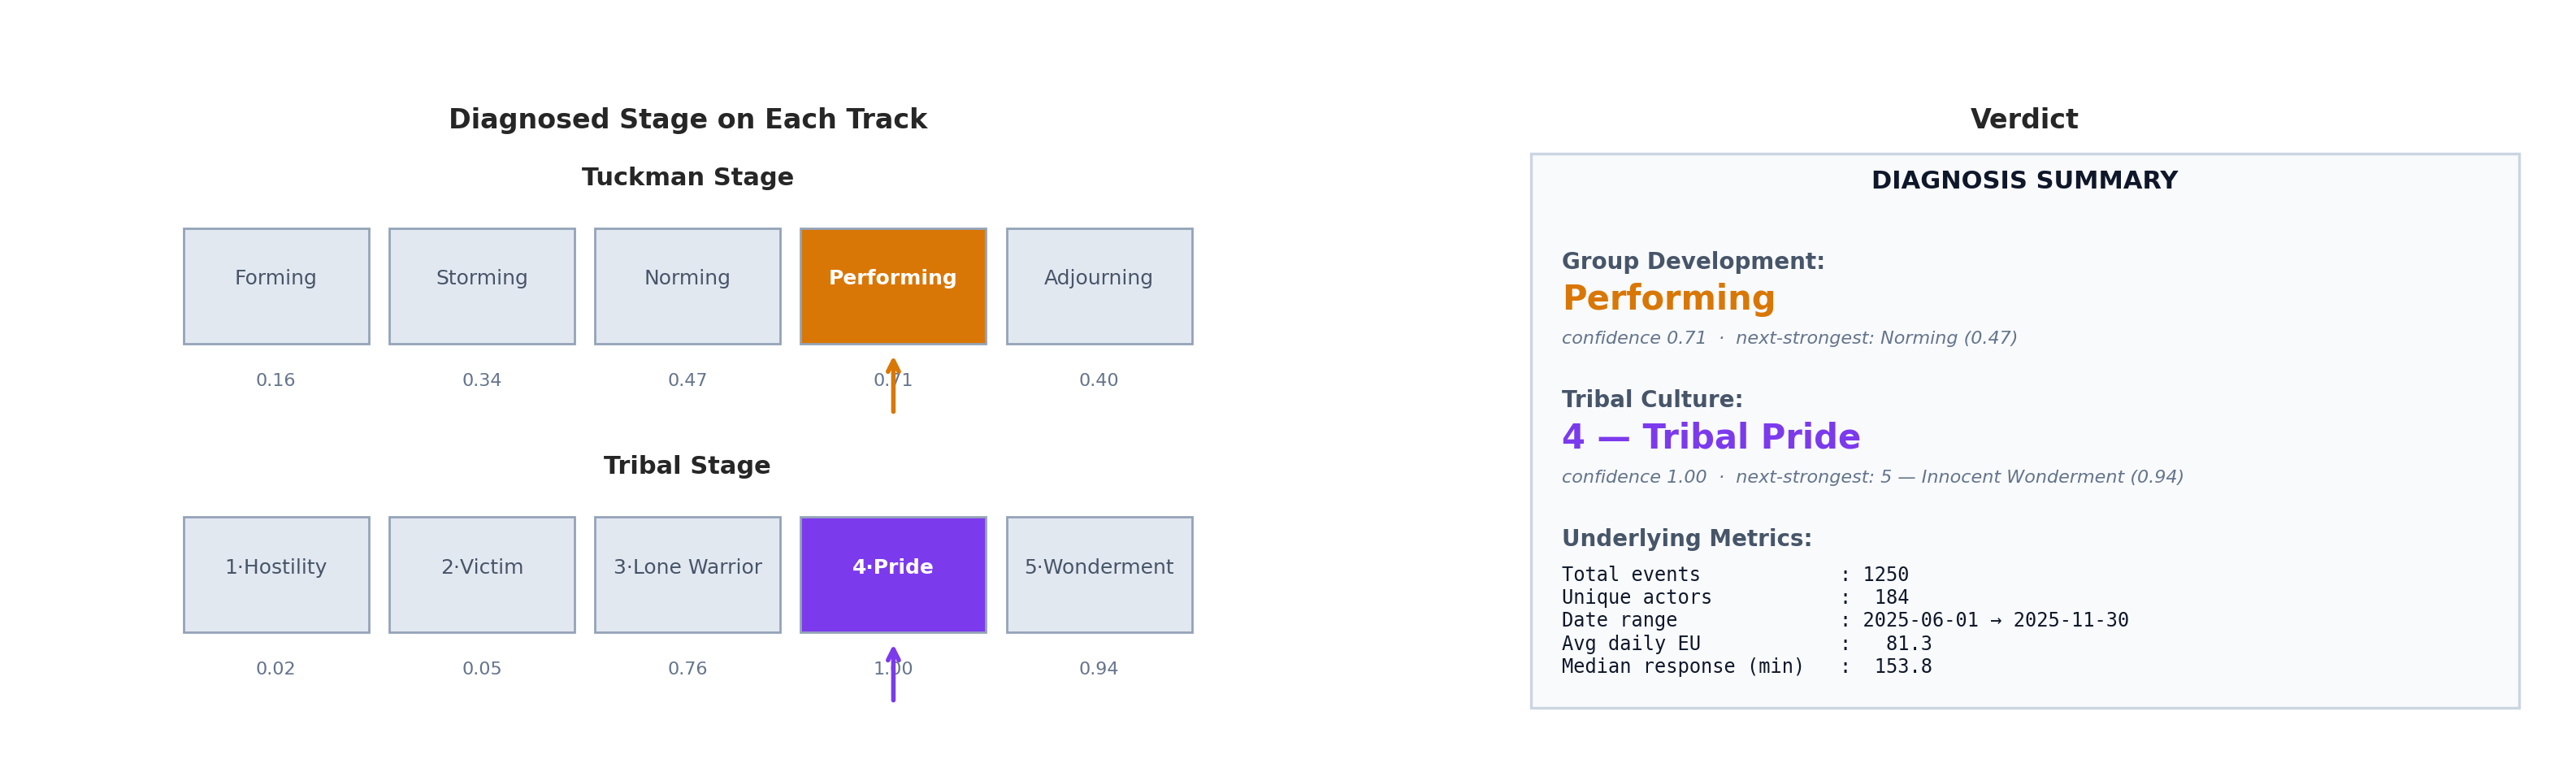 Diagnosed Stage on Each Track
Tuckman Stage
Forming
Storming
Norming
Performing
Adjourning
0.16
0.34
0.47
0.71
0.40
Tribal Stage
1·Hostility
2·Victim
3·Lone Warrior
4·Pride
5·Wonderment
0.02
0.05
0.76
1.00
0.94
Verdict
DIAGNOSIS SUMMARY
Group Development:
Performing
confidence 0.71 · next-strongest: Norming (0.47)
Tribal Culture:
4 — Tribal Pride
confidence 1.00 · next-strongest: 5 — Innocent Wonderment (0.94)
Underlying Metrics:
Total events : 1250
Unique actors : 184
Date range : 2025-06-01 → 2025-11-30
Avg daily EU : 81.3
Median response (min) : 153.8